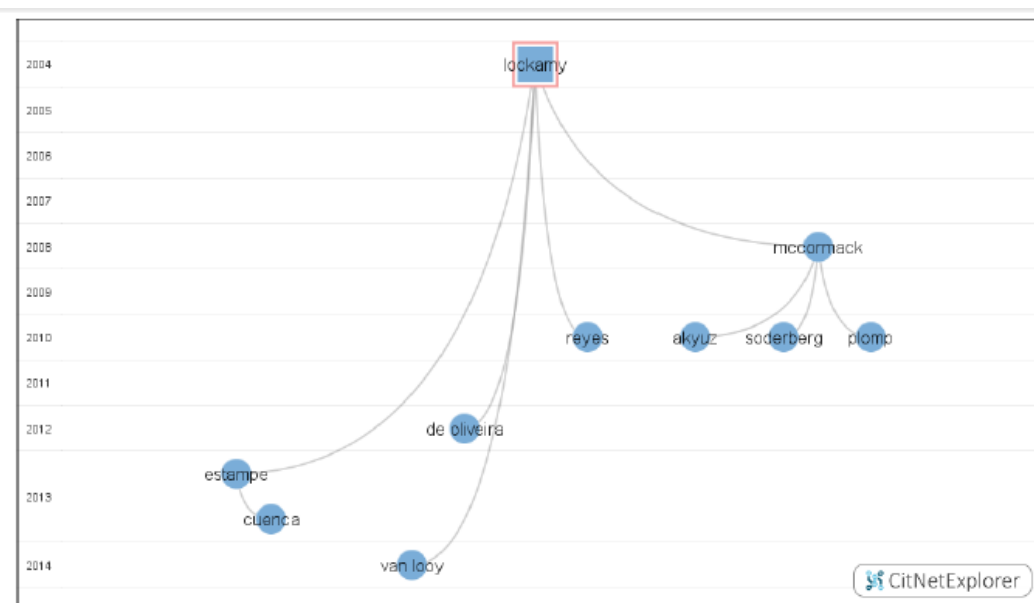 2004
lockamy
2005
2006
2007
2008
mccormack
2009
2010
reyes
akyuz
soderberg
plomp
2011
2012
de oliveira
estampe
2013
cuenca
2014
van looy
CitNetExplorer